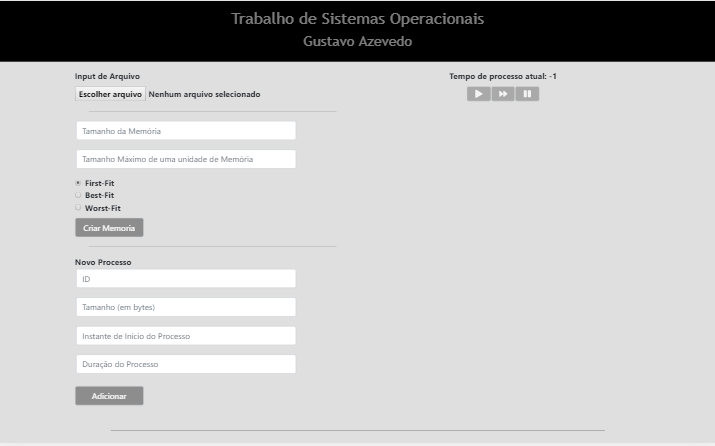 Trabalho de Sistemas Operacionais
Gustavo Azevedo
Input de Arquivo
Escolher arquivo Nenhum arquivo selecionado
Tamanho da Memória
Tamanho Máximo de uma unidade de Memória
First-Fit
Best-Fit
Worst-Fit
Criar Memoria
Novo Processo
ID
Tamanho (em bytes)
Instante de Inicio do Processo
Duração do Processo
Adicionar
Tempo de processo atual: -1